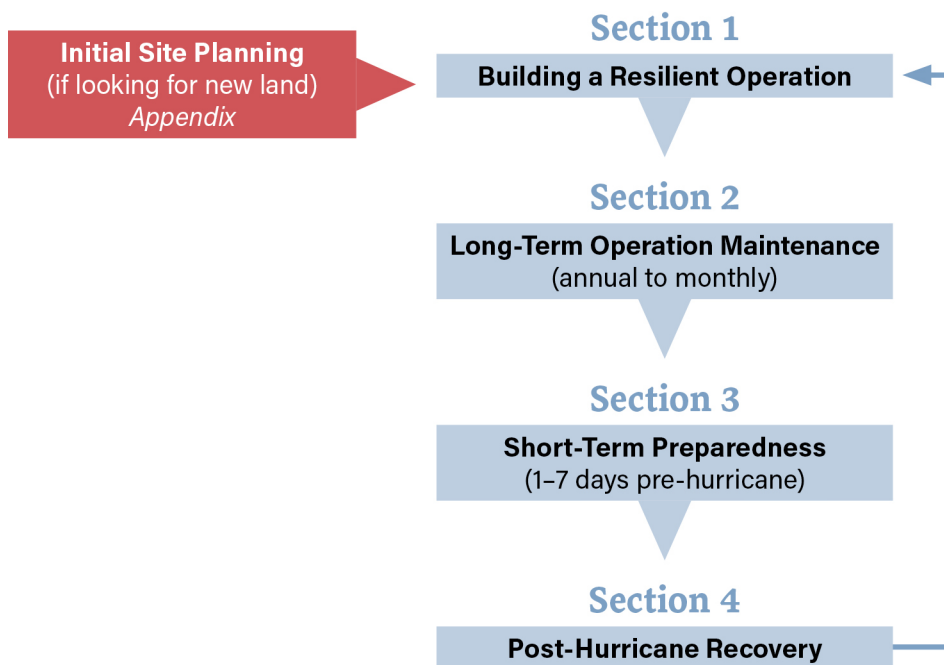 Initial Site Planning
(if looking for new land)
Appendix
Section 1
Building a Resilient Operation
Section 2
Long-Term Operation Maintenance
(annual to monthly)
Section 3
Short-Term Preparedness
(1–7 days pre-hurricane)
Section 4
Post-Hurricane Recovery